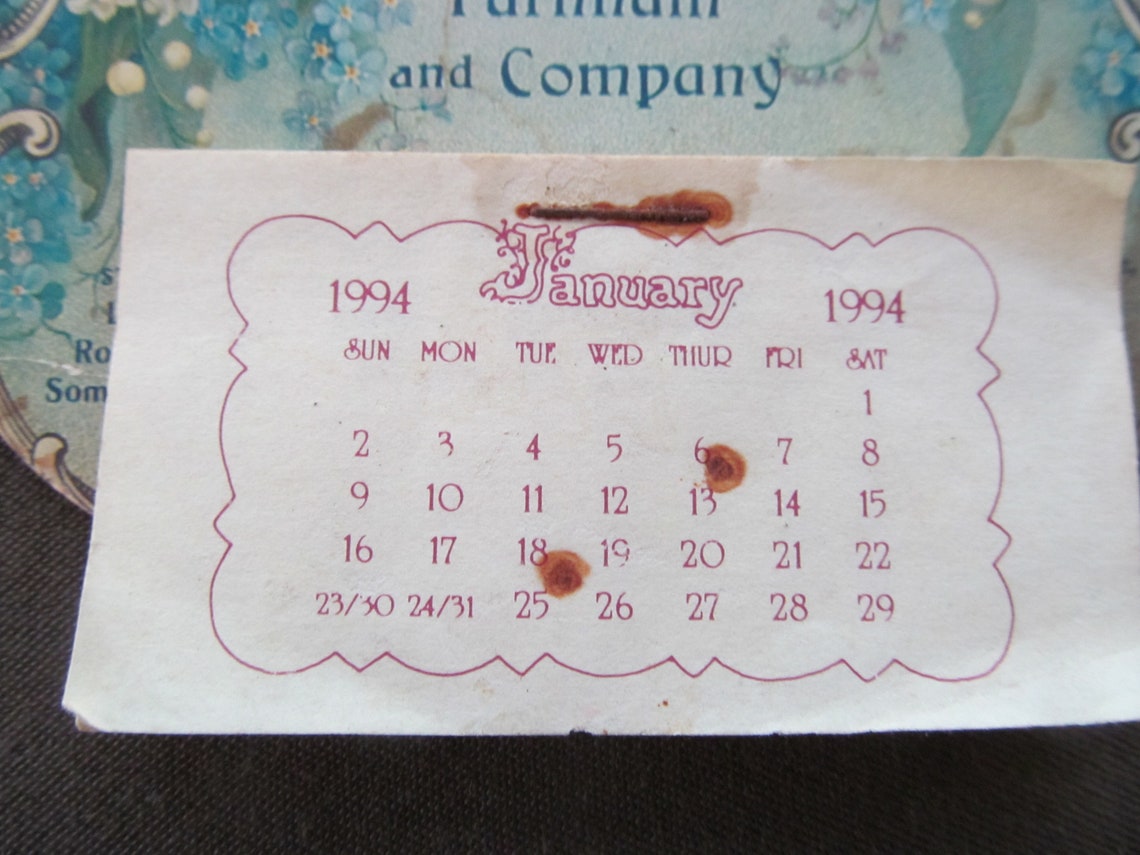 and Company
January
1994 1994
SUN MON TUE WED THUR FRI SAT
1
2 3 4 5 6 7 8
9 10 11 12 13 14 15
16 17 18 19 20 21 22
23/30 24/31 25 26 27 28 29
Ro
Som